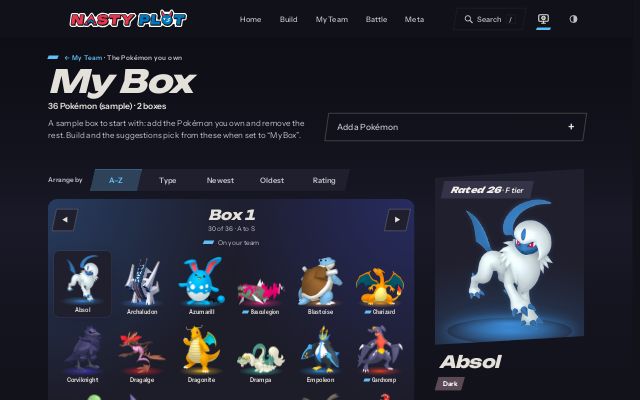 NASTY PLOT
Home
Build
My Team
Battle
Meta
Search /
← My Team · The Pokémon you own
My Box
36 Pokémon (sample) · 2 boxes
A sample box to start with: add the Pokémon you own and remove the
rest. Build and the suggestions pick from these when set to “My Box”.
Add a Pokémon +
Arrange by
A–Z
Type
Newest
Oldest
Rating
Box 1
30 of 36 · A to S
On your team
Absol
Archaludon
Azumarill
Basculegion
Blastoise
Charizard
Corviknight
Dragalge
Dragonite
Drampa
Empoleon
Garchomp
Rated 26 · F tier
Absol
Dark